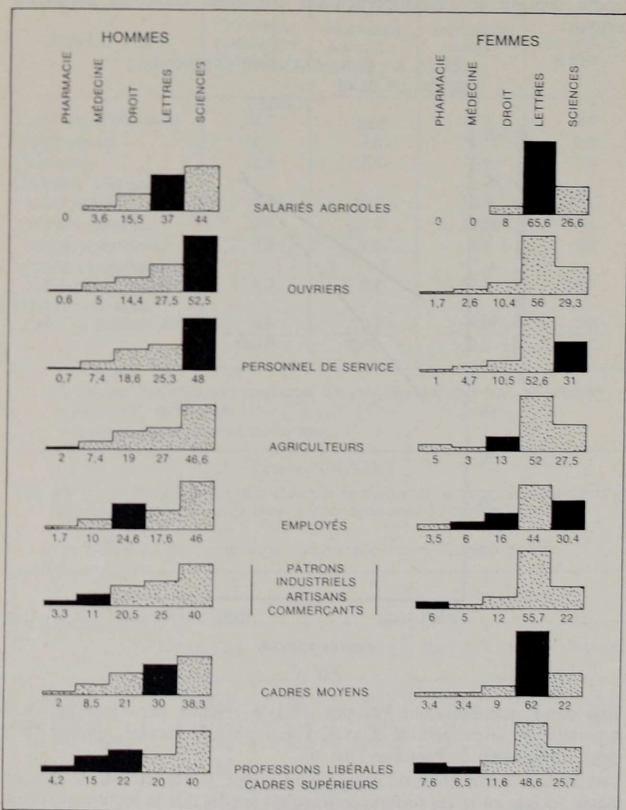 HOMMES
FEMMES
PHARMACIE
MÉDECINE
DROIT
LETTRES
SCIENCES
PHARMACIE
MÉDECINE
DROIT
LETTRES
SCIENCES
0 3,6 15,5 37 44
SALARIÉS AGRICOLES
0 0 8 65,6 26,6
0,6 5 14,4 27,5 52,5
OUVRIERS
1,7 2,6 10,4 56 29,3
0,7 7,4 18,6 25,3 48
PERSONNEL DE SERVICE
1 4,7 10,5 52,6 31
2 7,4 19 27 46,6
AGRICULTEURS
5 3 13 52 27,5
1,7 10 24,6 17,6 46
EMPLOYÉS
3,5 6 16 44 30,4
PATRONS
INDUSTRIELS
ARTISANS
COMMERÇANTS
3,3 11 20,5 25 40
6 5 12 55,7 22
2 8,5 21 30 38,3
CADRES MOYENS
3,4 3,4 9 62 22
4,2 15 22 20 40
PROFESSIONS LIBÉRALES
CADRES SUPÉRIEURS
7,6 6,5 11,6 48,6 25,7